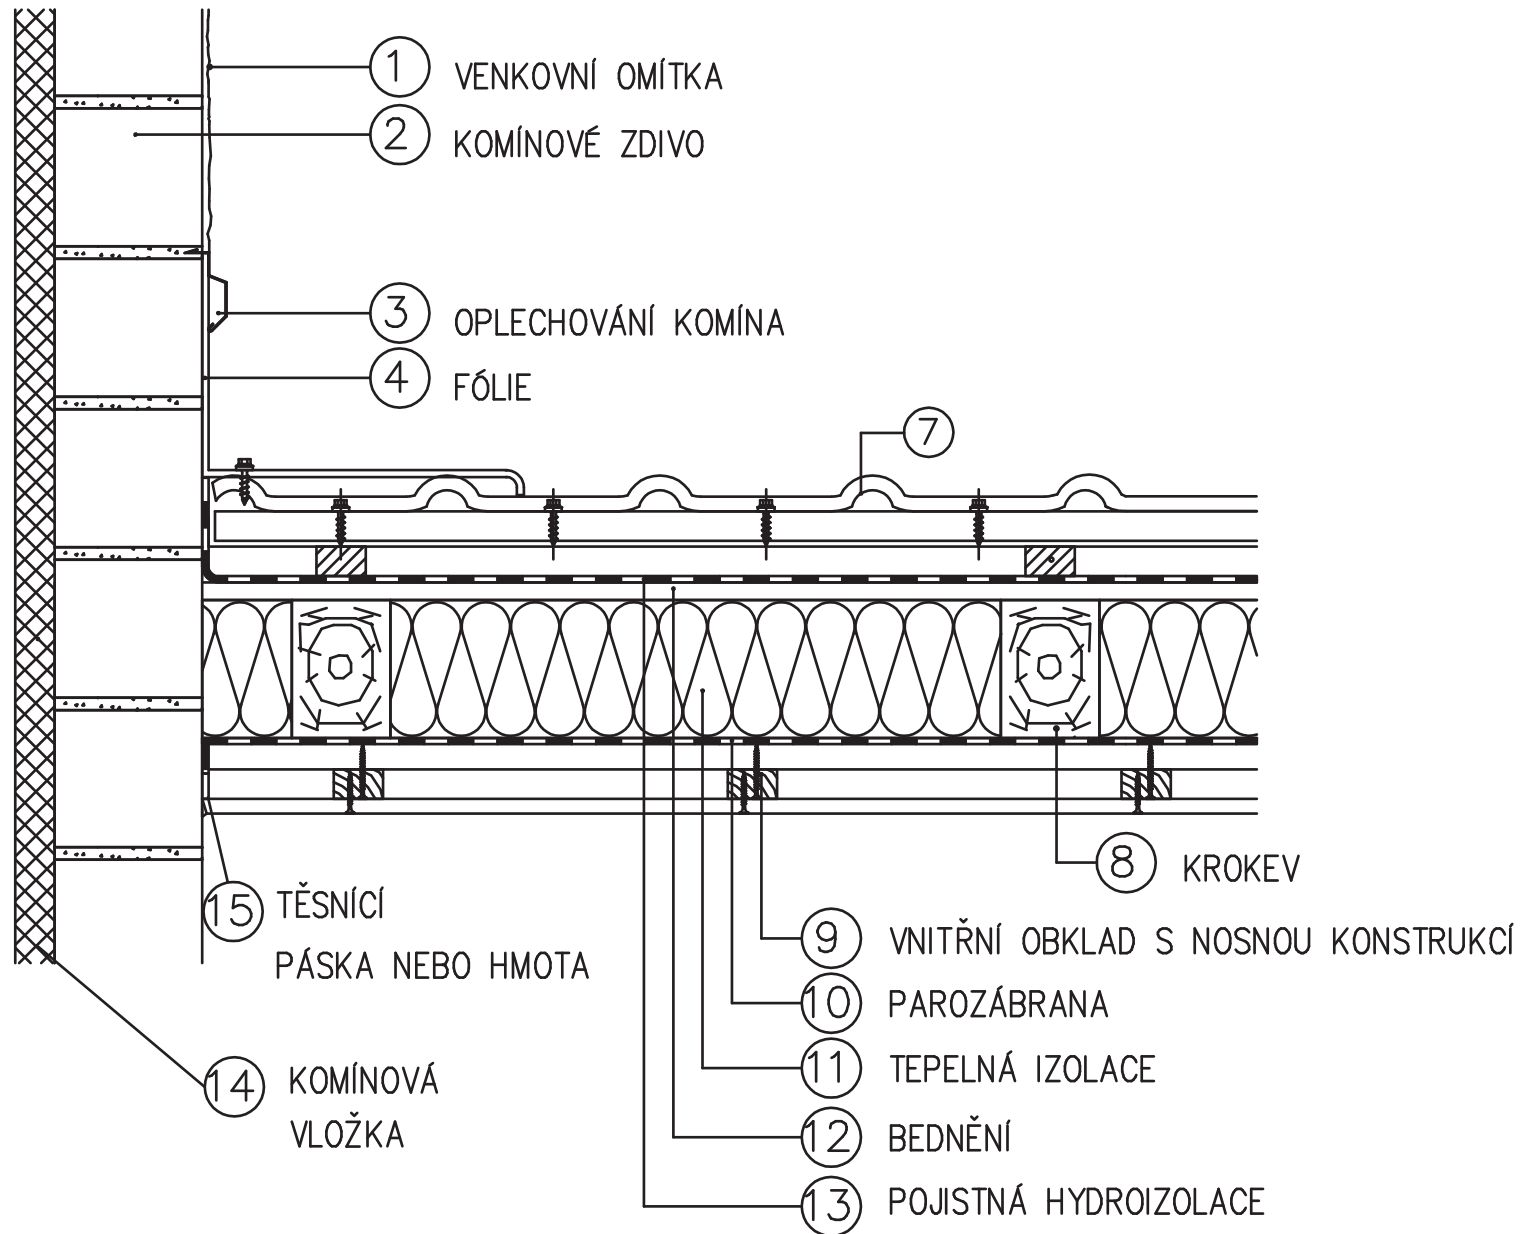 1 VENKOVNÍ OMÍTKA
2 KOMÍNOVÉ ZDIVO
3 OPLECHOVÁNÍ KOMÍNA
4 FÓLIE
7
8 KROKEV
15 TĚSNÍCÍ
PÁSKA NEBO HMOTA
9 VNITŘNÍ OBKLAD S NOSNOU KONSTRUKCÍ
10 PAROZÁBRANA
11 TEPELNÁ IZOLACE
14 KOMÍNOVÁ
VLOŽKA
12 BEDNĚNÍ
13 POJISTNÁ HYDROIZOLACE